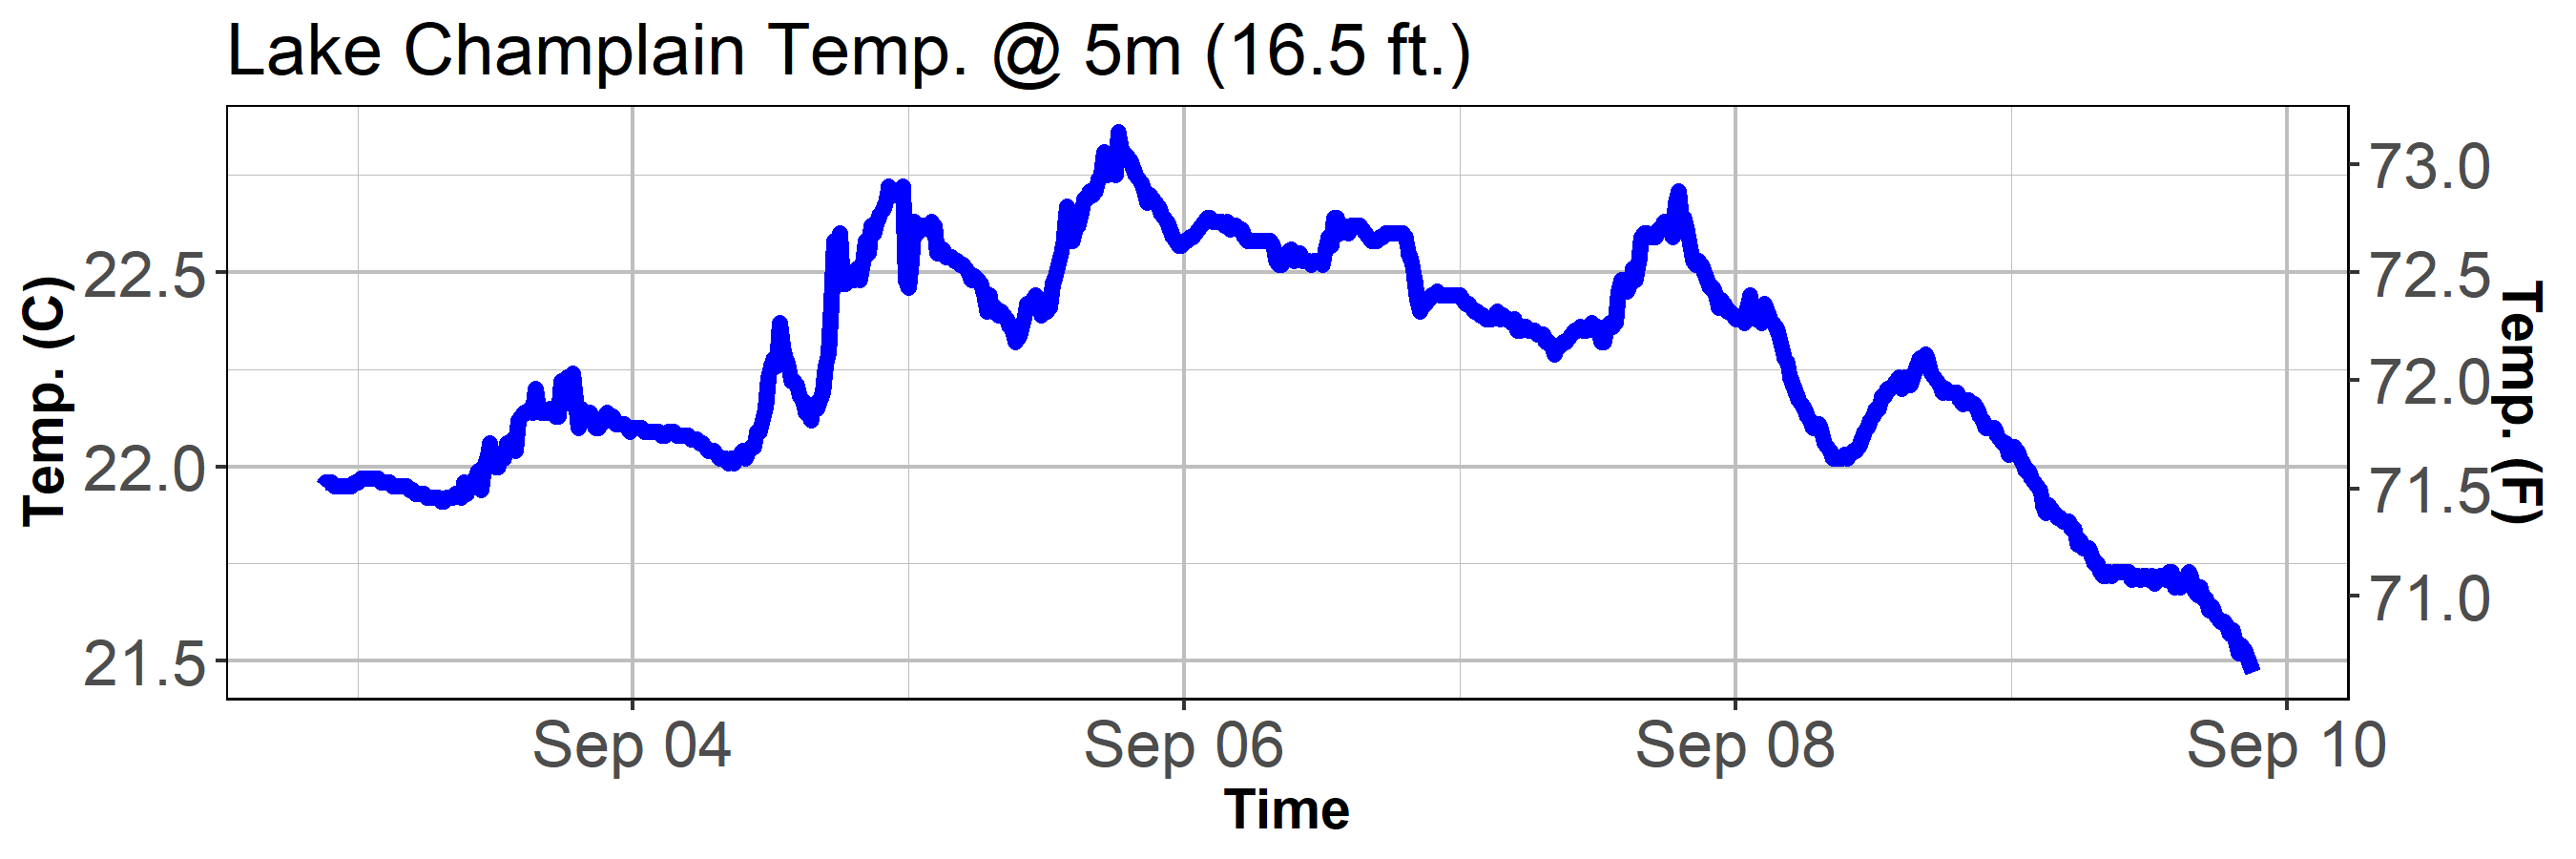 Lake Champlain Temp. @ 5m (16.5 ft.)
Temp. (C)
22.5
22.0
21.5
73.0
72.5
72.0
71.5
71.0
Temp. (F)
Sep 04 Sep 06 Sep 08 Sep 10
Time